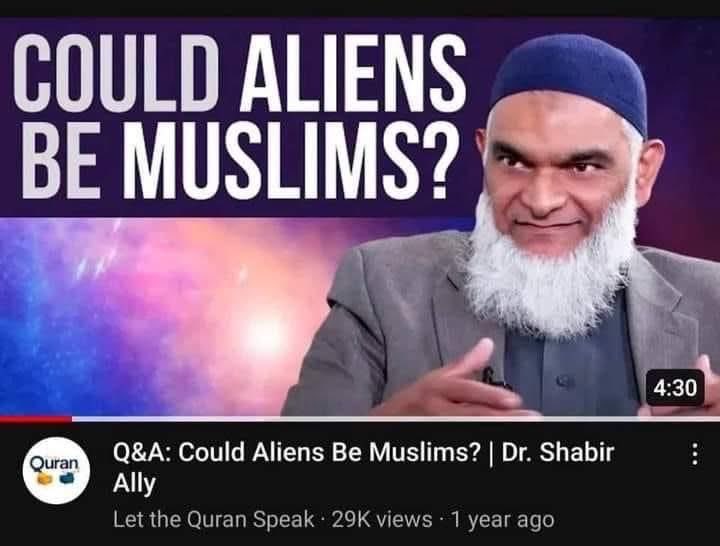 COULD ALIENS
BE MUSLIMS?
4:30
Quran
Q&A: Could Aliens Be Muslims? | Dr. Shabir
Ally
Let the Quran Speak · 29K views · 1 year ago